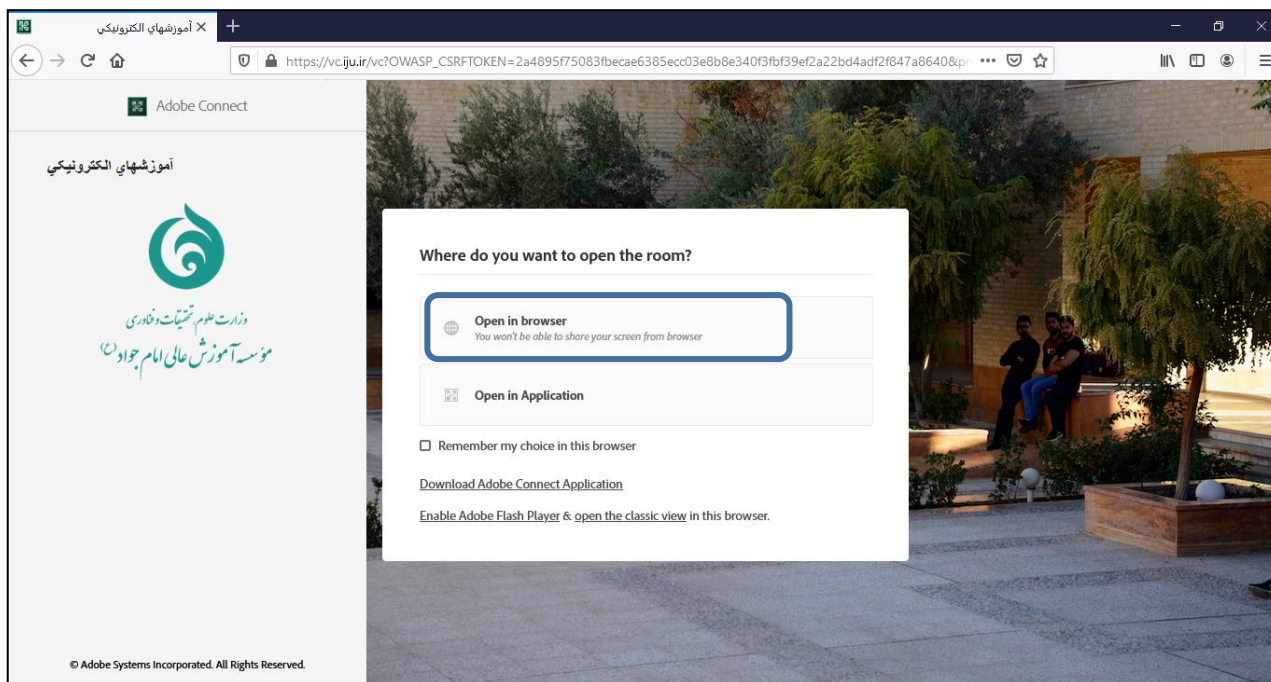 آموزشهاي الکترونيکي
https://vc.iju.ir/vc?OWASP_CSRFTOKEN=2a4895f75083fbecae6385ecc03e8b8e340f3fbf39ef2a22bd4adf2f847a8640&pr
Adobe Connect
آموزشهاي الکترونيکي
وزارت علوم، تحقیقات و فناوری
مؤسسه آموزش عالی امام جواد (ع)
Where do you want to open the room?
Open in browser
You won't be able to share your screen from browser
Open in Application
Remember my choice in this browser
Download Adobe Connect Application
Enable Adobe Flash Player & open the classic view in this browser.
© Adobe Systems Incorporated. All Rights Reserved.